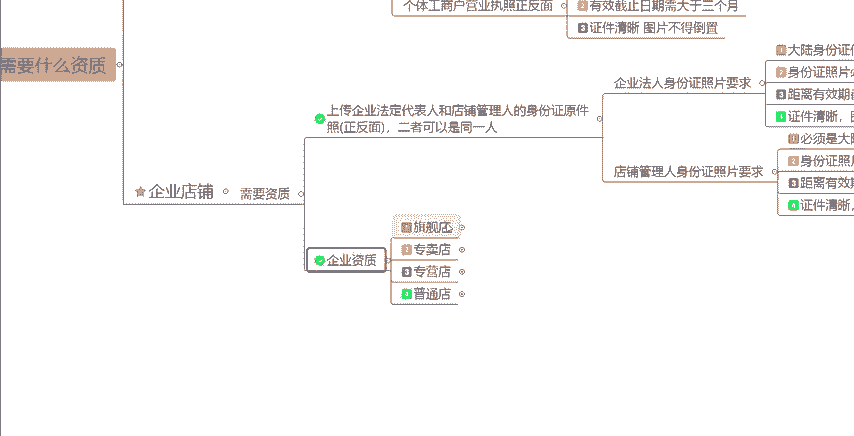 个体工商户营业执照正反面
2 有效截止日期需大于三个月
3 证件清晰 图片不得倒置
需要什么资质
1 大陆身份证
企业法人身份证照片要求
2 身份证照片
3 距离有效期
4 证件清晰，
上传企业法定代表人和店铺管理人的身份证原件
照(正反面)，二者可以是同一人
1 必须是大陆
2 身份证照片
店铺管理人身份证照片要求
3 距离有效期
4 证件清晰，
企业店铺
需要资质
1 旗舰店
2 专卖店
企业资质
3 专营店
4 普通店